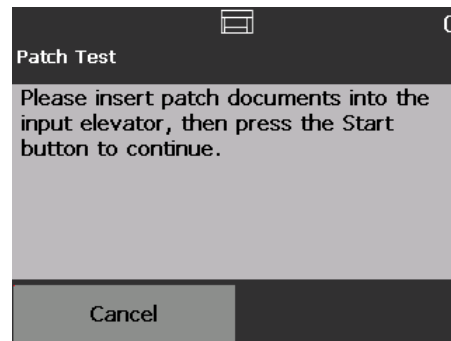 Patch Test
Please insert patch documents into the
input elevator, then press the Start
button to continue.
Cancel